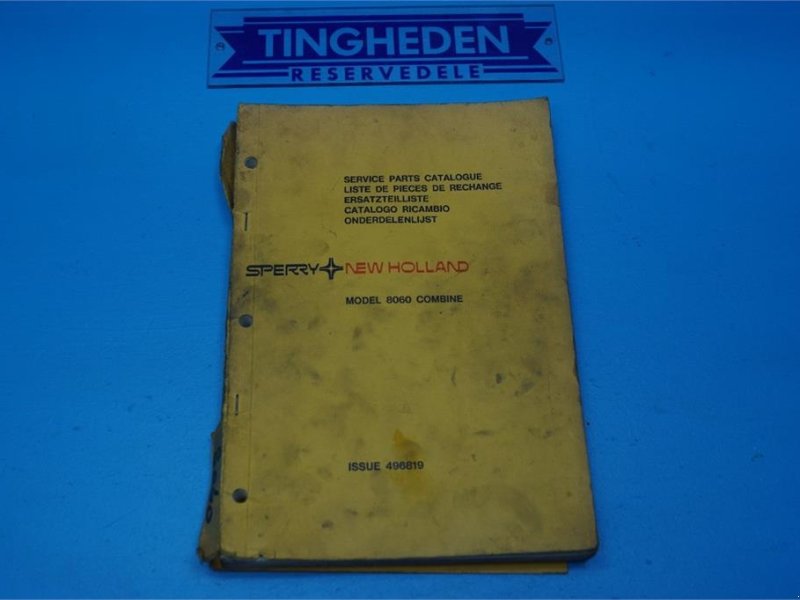 TINGHEDEN
RESERVEDELE
SERVICE PARTS CATALOGUE
LISTE DE PIECES DE RECHANGE
ERSATZTEILLISTE
CATALOGO RICAMBIO
ONDERDELENLIJST
SPERRY NEW HOLLAND
MODEL 8060 COMBINE
ISSUE 496819